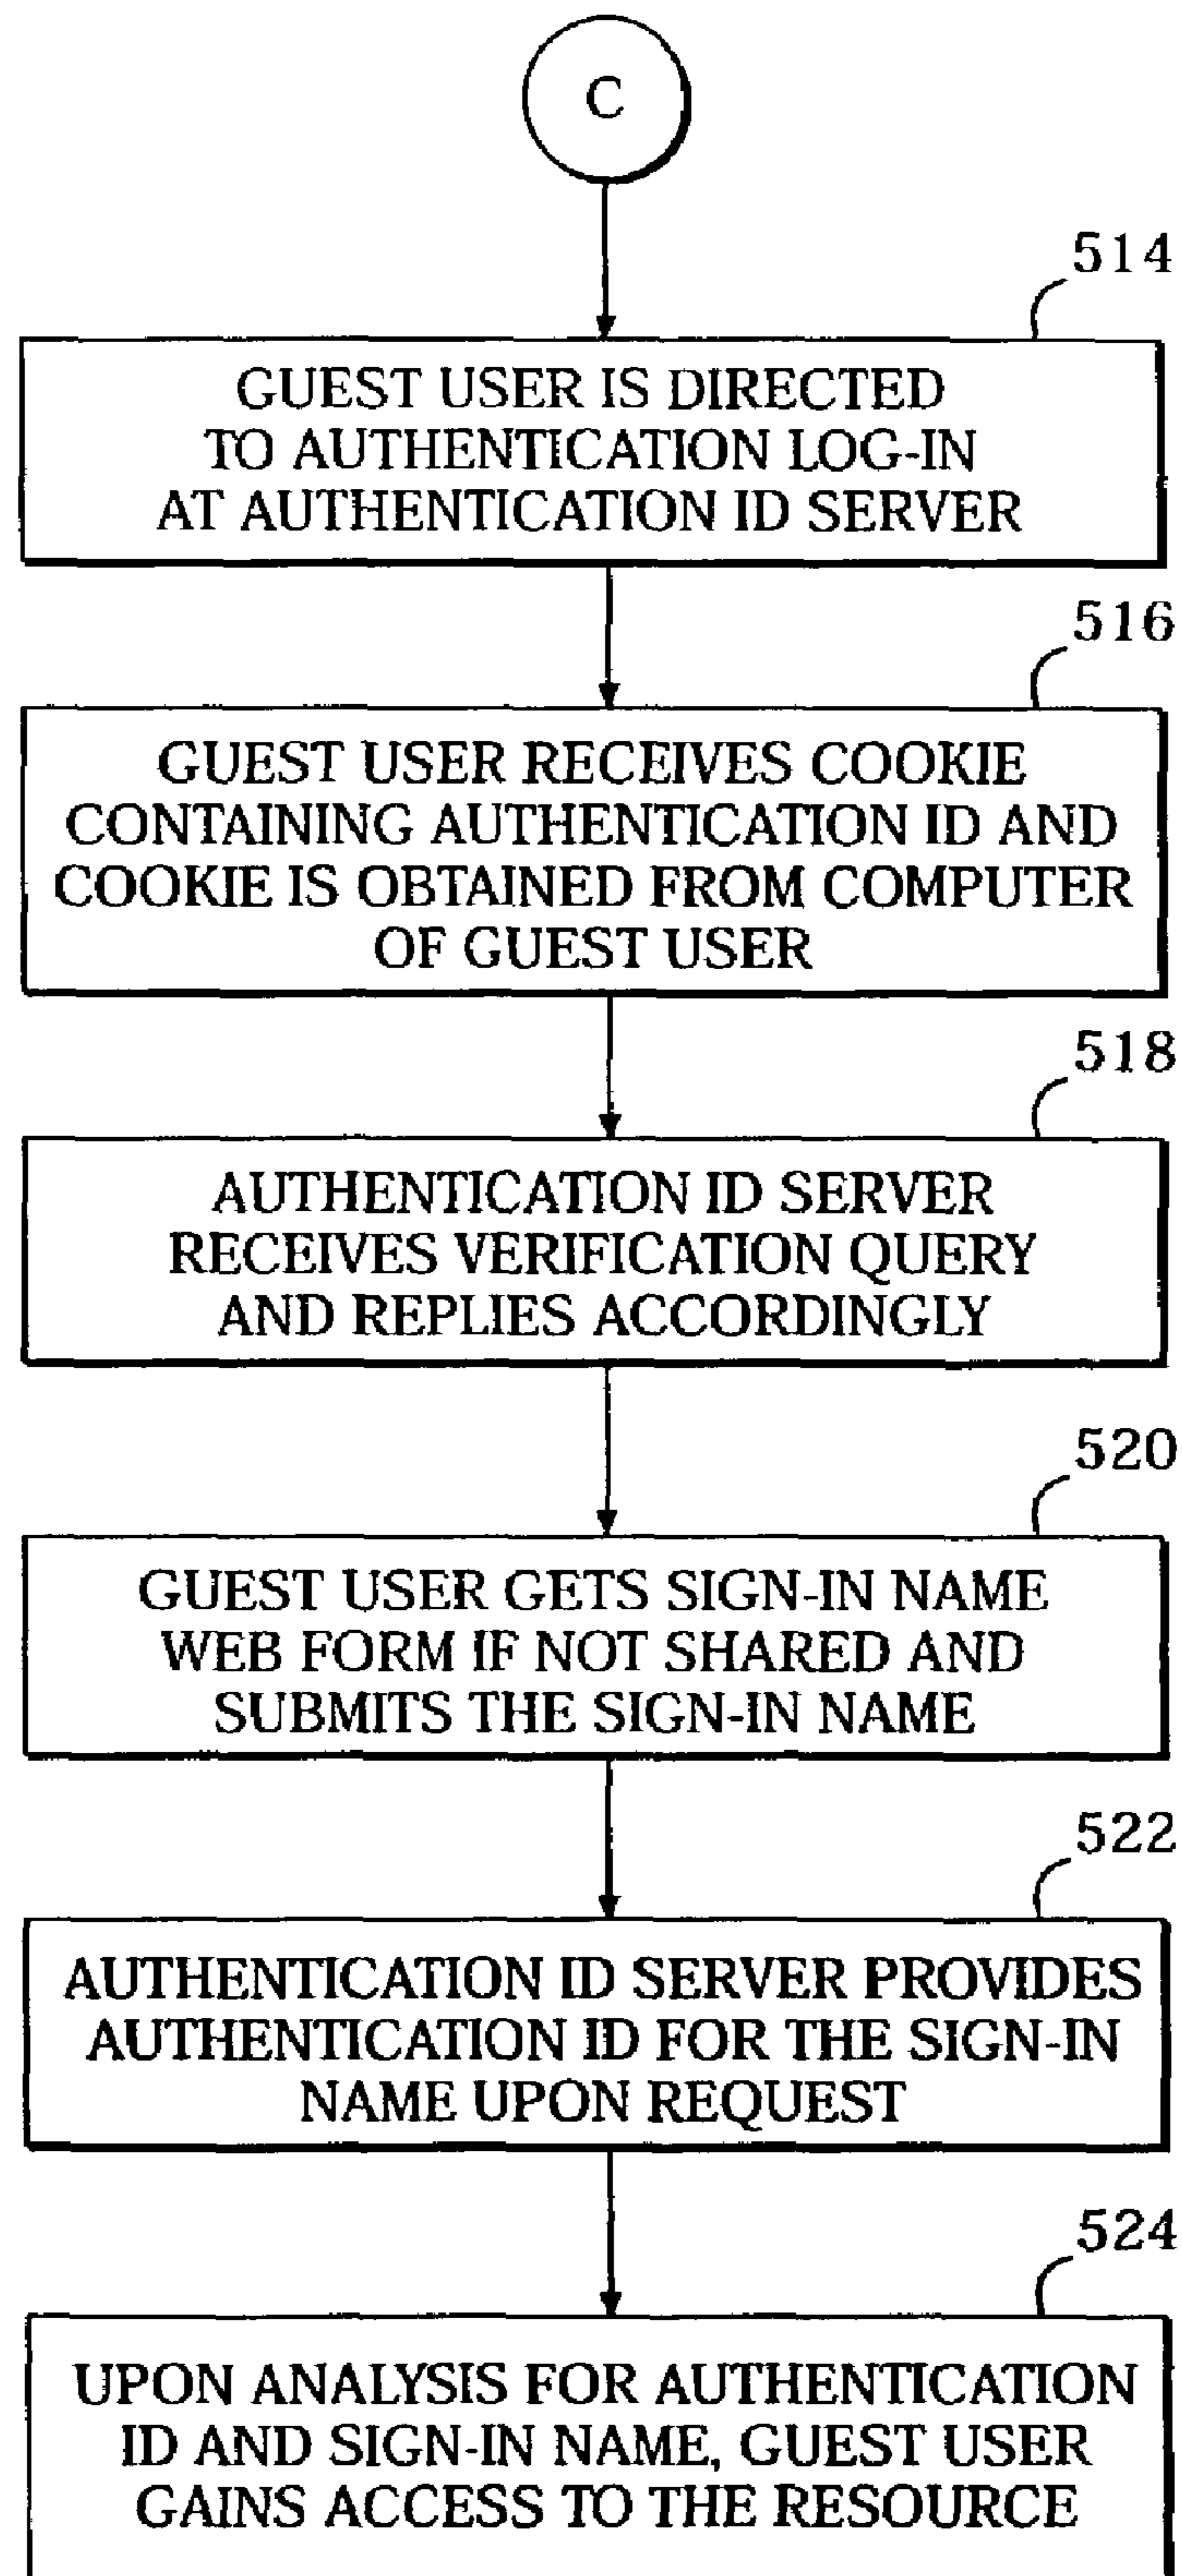 C
514
GUEST USER IS DIRECTED
TO AUTHENTICATION LOG-IN
AT AUTHENTICATION ID SERVER
516
GUEST USER RECEIVES COOKIE
CONTAINING AUTHENTICATION ID AND
COOKIE IS OBTAINED FROM COMPUTER
OF GUEST USER
518
AUTHENTICATION ID SERVER
RECEIVES VERIFICATION QUERY
AND REPLIES ACCORDINGLY
520
GUEST USER GETS SIGN-IN NAME
WEB FORM IF NOT SHARED AND
SUBMITS THE SIGN-IN NAME
522
AUTHENTICATION ID SERVER PROVIDES
AUTHENTICATION ID FOR THE SIGN-IN
NAME UPON REQUEST
524
UPON ANALYSIS FOR AUTHENTICATION
ID AND SIGN-IN NAME, GUEST USER
GAINS ACCESS TO THE RESOURCE